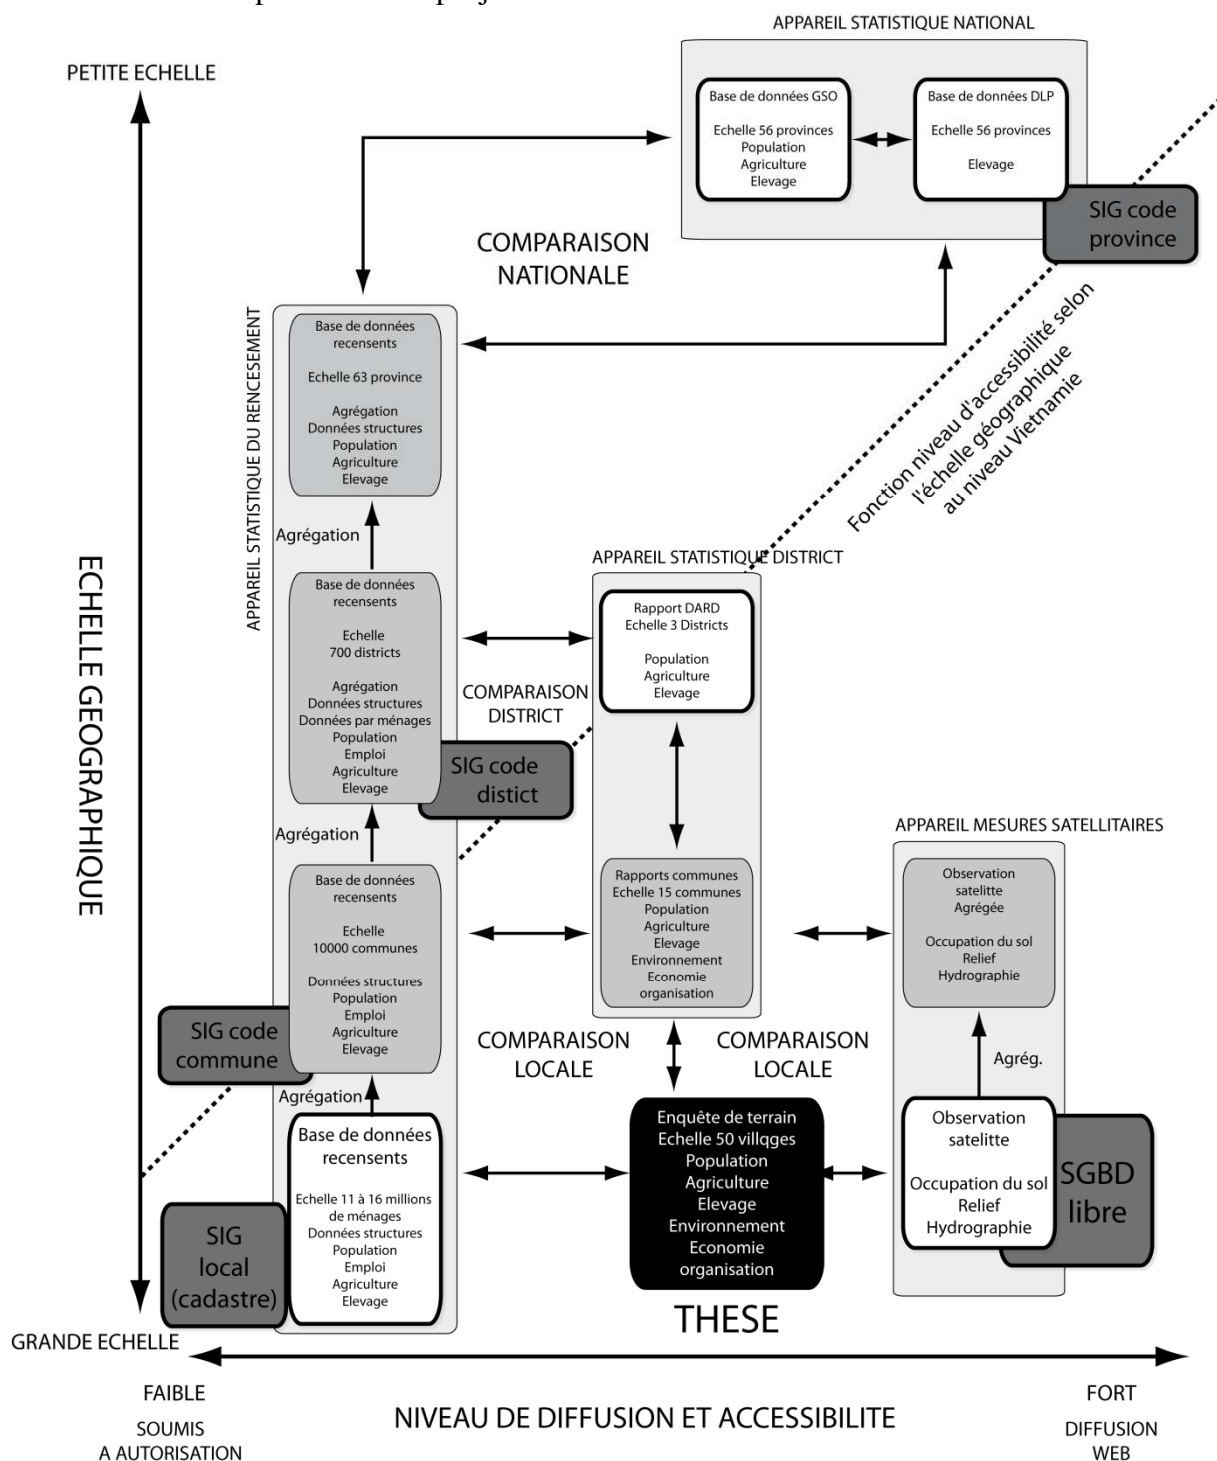 APPAREIL STATISTIQUE NATIONAL
PETITE ECHELLE
Base de données GSO
Echelle 56 provinces
Population
Agriculture
Elevage
Base de données DLP
Echelle 56 provinces
Elevage
SIG code
province
COMPARAISON
NATIONALE
Fonction niveau d'accessibilité selon
l'échelle géographique
au niveau Vietnamie
APPAREIL STATISTIQUE DU RENCESEMENT
Base de données
recensents
Echelle 63 province
Agrégation
Données structures
Population
Agriculture
Elevage
Agrégation
Base de données
recensents
Echelle
700 districts
Agrégation
Données structures
Données par ménages
Population
Emploi
Agriculture
Elevage
SIG code
distict
COMPARAISON
DISTRICT
APPAREIL STATISTIQUE DISTRICT
Rapport DARD
Echelle 3 Districts
Population
Agriculture
Elevage
ECHELLE GEOGRAPHIQUE
Agrégation
Base de données
recensents
Echelle
10000 communes
Données structures
Population
Emploi
Agriculture
Elevage
SIG code
commune
Rapports communes
Echelle 15 communes
Population
Agriculture
Elevage
Environnement
Economie
organisation
APPAREIL MESURES SATELLITAIRES
Observation
satelitte
Agrégée
Occupation du sol
Relief
Hydrographie
COMPARAISON
LOCALE
COMPARAISON
LOCALE
Agrég.
Agrégation
Base de données
recensents
Echelle 11 à 16 millions
de ménages
Données structures
Population
Emploi
Agriculture
Elevage
SIG
local
(cadastre)
Enquête de terrain
Echelle 50 villqges
Population
Agriculture
Elevage
Environnement
Economie
organisation
THESE
Observation
satelitte
Occupation du sol
Relief
Hydrographie
SGBD
libre
GRANDE ECHELLE
FAIBLE
SOUMIS
A AUTORISATION
NIVEAU DE DIFFUSION ET ACCESSIBILITE
FORT
DIFFUSION
WEB